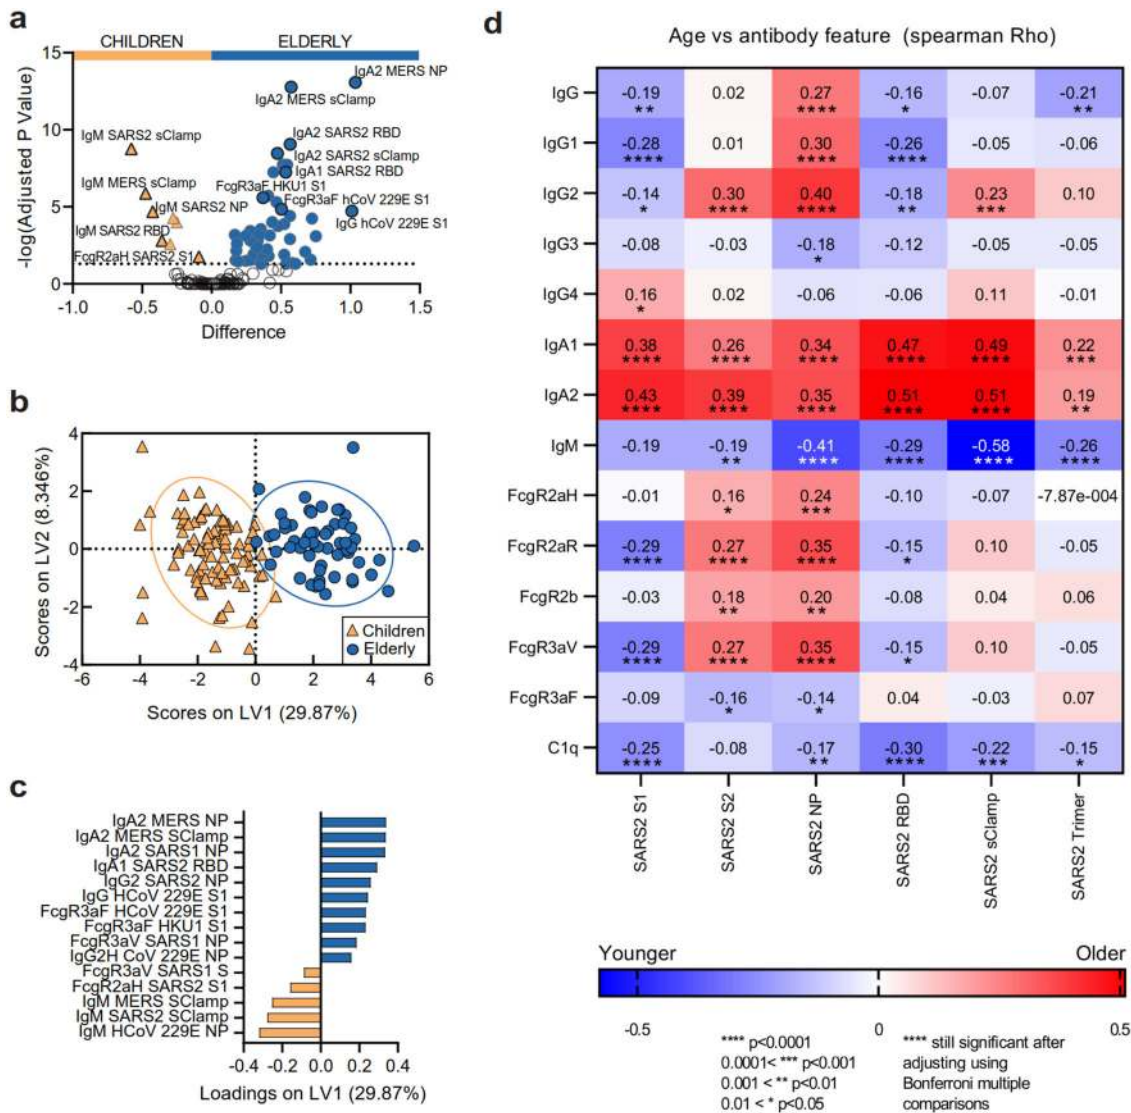 a
CHILDREN ELDERLY
15
10
5
0
-log(Adjusted P Value)
IgA2 MERS NP
IgA2 MERS sClamp
IgM SARS2 sClamp
IgA2 SARS2 RBD
IgA2 SARS2 sClamp
IgA1 SARS2 RBD
IgM MERS sClamp
FcgR3aF HKU1 S1
FcgR3aF hCoV 229E S1
IgM SARS2 NP
IgG hCoV 229E S1
IgM SARS2 RBD
FcgR2aH SARS2 S1
-1.0 -0.5 0.0 0.5 1.0 1.5
Difference
b
4
2
0
-2
-4
Scores on LV2 (8.346%)
Children
Elderly
-6 -4 -2 0 2 4 6
Scores on LV1 (29.87%)
c
IgA2 MERS NP
IgA2 MERS SClamp
IgA2 SARS1 NP
IgA1 SARS2 RBD
IgG2 SARS2 NP
IgG HCoV 229E S1
FcgR3aF HCoV 229E S1
FcgR3aF HKU1 S1
FcgR3aV SARS1 NP
IgG2H CoV 229E NP
FcgR3aV SARS1 S
FcgR2aH SARS2 S1
IgM MERS SClamp
IgM SARS2 SClamp
IgM HCoV 229E NP
-0.4 -0.2 0.0 0.2 0.4
Loadings on LV1 (29.87%)
d
Age vs antibody feature (spearman Rho)
IgG -0.19 0.02 0.27 -0.16 -0.07 -0.21
** **** * **
IgG1 -0.28 0.01 0.30 -0.26 -0.05 -0.06
**** **** ****
IgG2 -0.14 0.30 0.40 -0.18 0.23 0.10
* **** **** ** ***
IgG3 -0.08 -0.03 -0.18 -0.12 -0.05 -0.05
*
IgG4 0.16 0.02 -0.06 -0.06 0.11 -0.01
*
IgA1 0.38 0.26 0.34 0.47 0.49 0.22
**** **** **** **** **** ***
IgA2 0.43 0.39 0.35 0.51 0.51 0.19
**** **** **** **** **** **
IgM -0.19 -0.19 -0.41 -0.29 -0.58 -0.26
** **** **** **** ****
FcgR2aH -0.01 0.16 0.24 -0.10 -0.07 -7.87e-004
* ***
FcgR2aR -0.29 0.27 0.35 -0.15 0.10 -0.05
**** **** **** *
FcgR2b -0.03 0.18 0.20 -0.08 0.04 0.06
** **
FcgR3aV -0.29 0.27 0.35 -0.15 0.10 -0.05
**** **** **** *
FcgR3aF -0.09 -0.16 -0.14 0.04 -0.03 0.07
* *
C1q -0.25 -0.08 -0.17 -0.30 -0.22 -0.15
**** ** **** *** *
SARS2 S1
SARS2 S2
SARS2 NP
SARS2 RBD
SARS2 sClamp
SARS2 Trimer
Younger Older
-0.5 0 0.5
**** p<0.0001
0.0001< *** p<0.001
0.001 < ** p<0.01
0.01 < * p<0.05
**** still significant after
adjusting using
Bonferroni multiple
comparisons